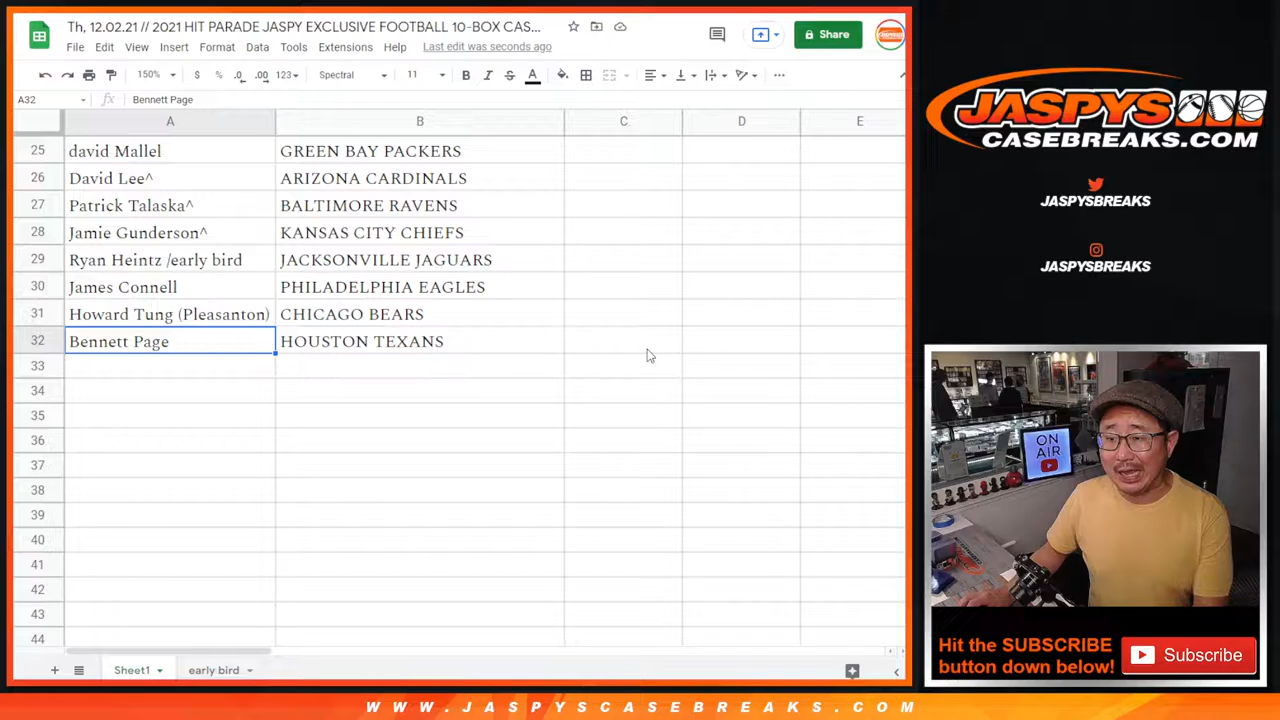 Th, 12.02.21 // 2021 HIT PARADE JASPY EXCLUSIVE FOOTBALL 10-BOX CAS...
File Edit View Insert Format Data Tools Extensions Help Last edit was seconds ago
Share
150% $ % .0 .00 123 Spectral 11 B I S A
A32 fx Bennett Page
A B C D E
25 david Mallel GREEN BAY PACKERS
26 David Lee^ ARIZONA CARDINALS
27 Patrick Talaska^ BALTIMORE RAVENS
28 Jamie Gunderson^ KANSAS CITY CHIEFS
29 Ryan Heintz /early bird JACKSONVILLE JAGUARS
30 James Connell PHILADELPHIA EAGLES
31 Howard Tung (Pleasanton) CHICAGO BEARS
32 Bennett Page HOUSTON TEXANS
33
34
35
36
37
38
39
40
41
42
43
44
Sheet1 early bird
JASPYS
CASEBREAKS.COM
JASPYSBREAKS
JASPYSBREAKS
ON
AIR
Hit the SUBSCRIBE
button down below!
Subscribe
WWW.JASPYSCASEBREAKS.COM